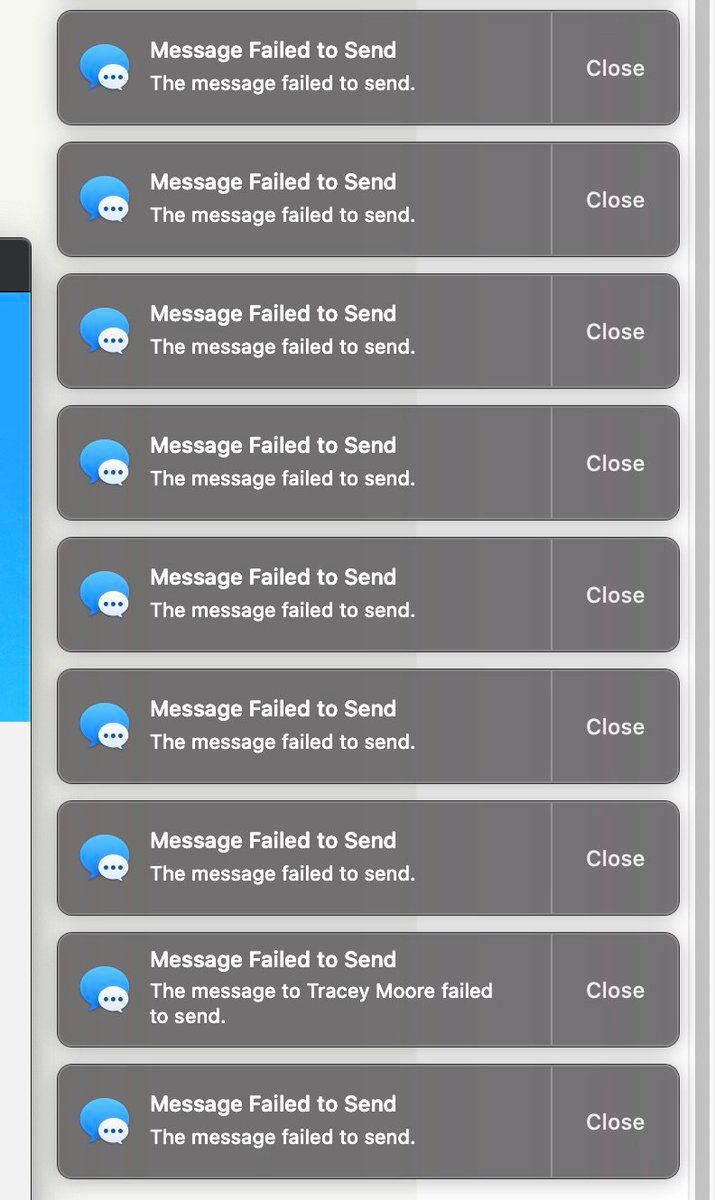 Message Failed to Send
The message failed to send.
Close
Message Failed to Send
The message failed to send.
Close
Message Failed to Send
The message failed to send.
Close
Message Failed to Send
The message failed to send.
Close
Message Failed to Send
The message failed to send.
Close
Message Failed to Send
The message failed to send.
Close
Message Failed to Send
The message failed to send.
Close
Message Failed to Send
The message to Tracey Moore failed
to send.
Close
Message Failed to Send
The message failed to send.
Close